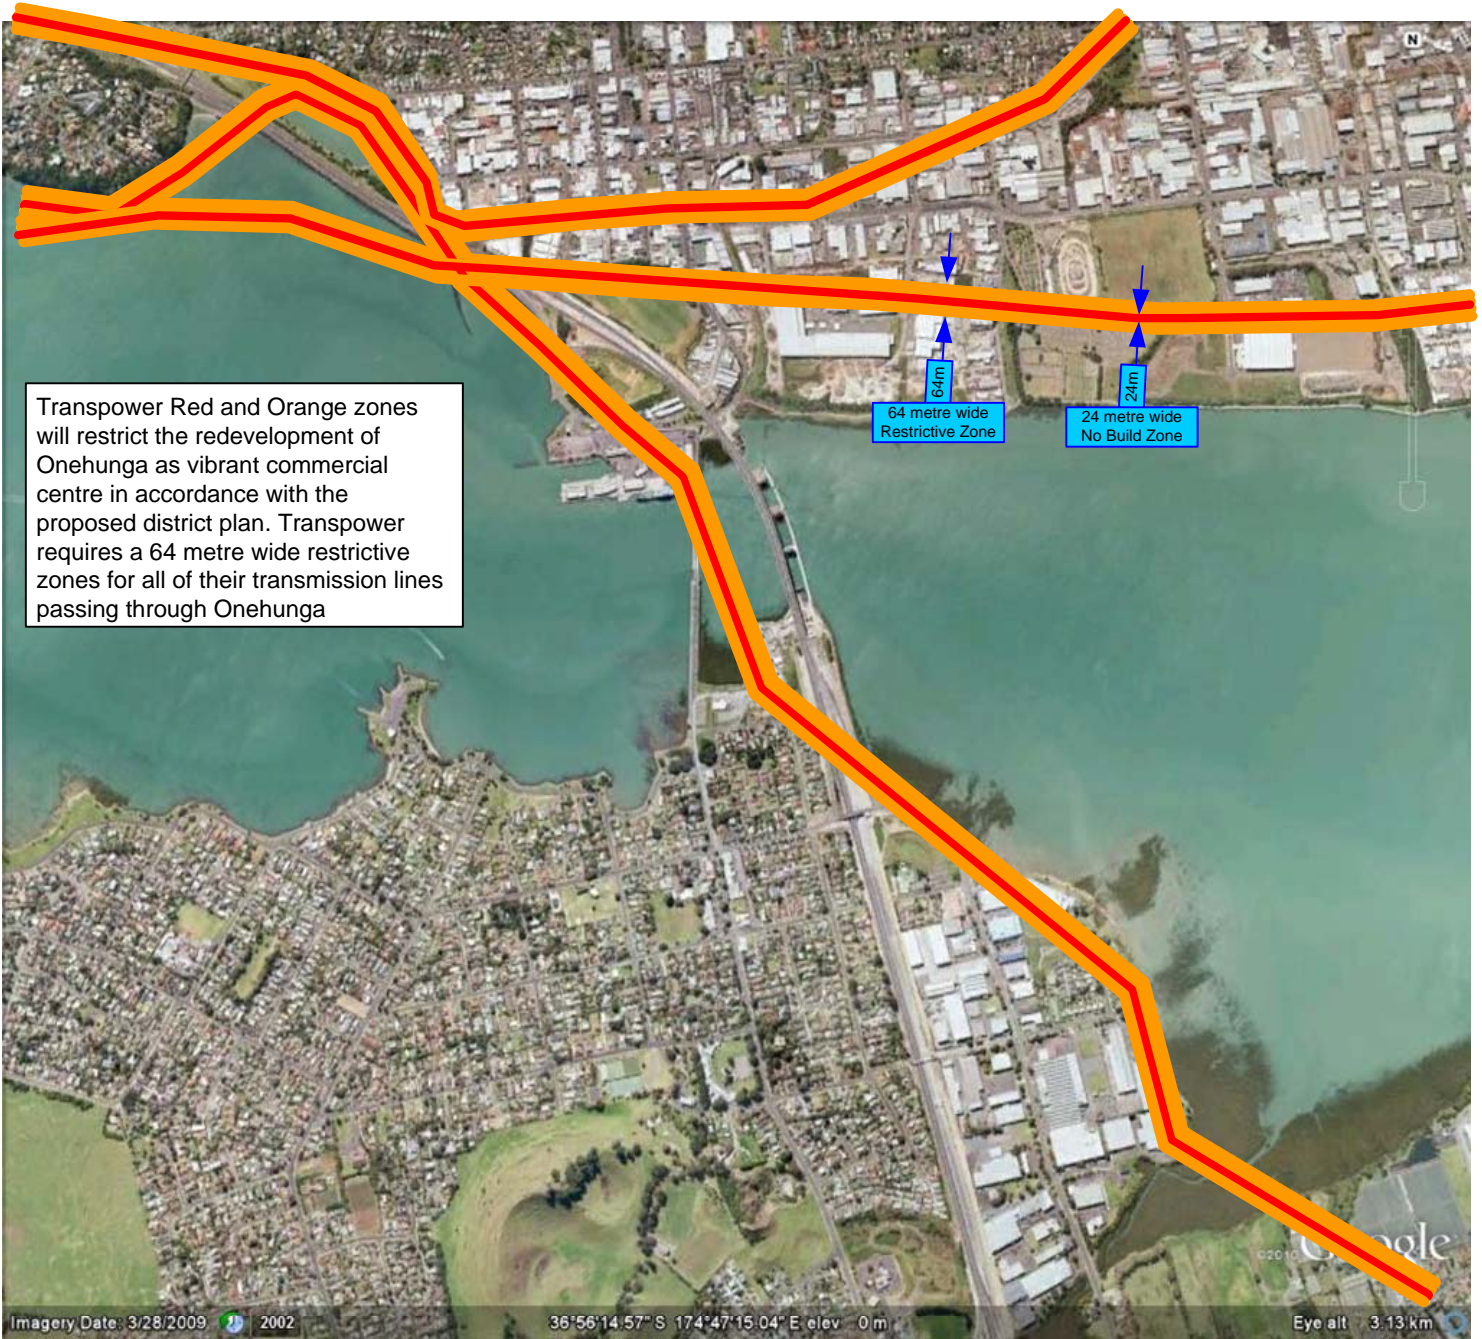 N
Transpower Red and Orange zones
will restrict the redevelopment of
Onehunga as vibrant commercial
centre in accordance with the
proposed district plan. Transpower
requires a 64 metre wide restrictive
zones for all of their transmission lines
passing through Onehunga
64m
64 metre wide
Restrictive Zone
24m
24 metre wide
No Build Zone
©2010 Google
Imagery Date: 3/28/2009 2002 36°56'14.57" S 174°47'15.04" E elev 0 m Eye alt 3.13 km